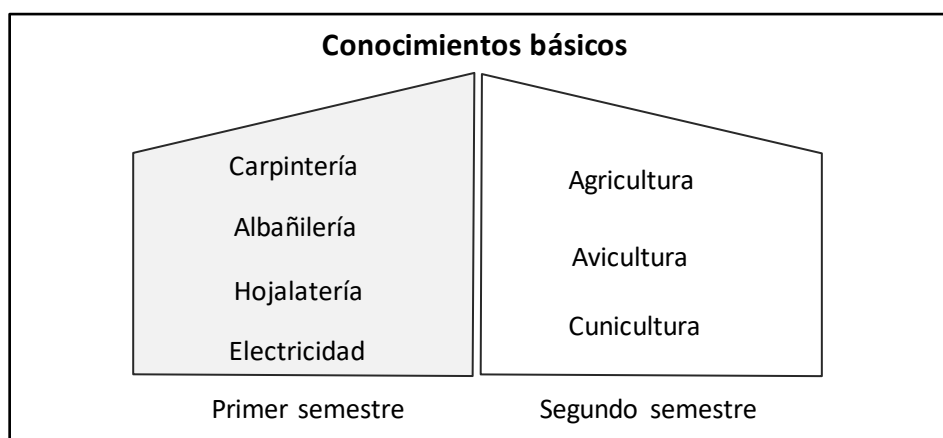 Conocimientos básicos
Carpintería
Albañilería
Hojalatería
Electricidad
Primer semestre
Agricultura
Avicultura
Cunicultura
Segundo semestre